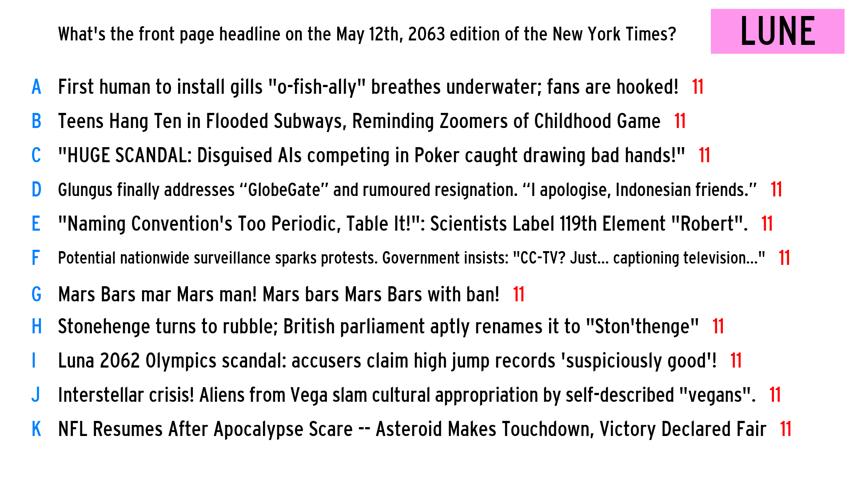 What's the front page headline on the May 12th, 2063 edition of the New York Times?
LUNE
A First human to install gills "o-fish-ally" breathes underwater; fans are hooked! 11
B Teens Hang Ten in Flooded Subways, Reminding Zoomers of Childhood Game 11
C "HUGE SCANDAL: Disguised AIs competing in Poker caught drawing bad hands!" 11
D Glungus finally addresses “GlobeGate” and rumoured resignation. “I apologise, Indonesian friends.” 11
E "Naming Convention's Too Periodic, Table It!": Scientists Label 119th Element "Robert". 11
F Potential nationwide surveillance sparks protests. Government insists: "CC-TV? Just... captioning television..." 11
G Mars Bars mar Mars man! Mars bars Mars Bars with ban! 11
H Stonehenge turns to rubble; British parliament aptly renames it to "Ston'thenge" 11
I Luna 2062 Olympics scandal: accusers claim high jump records 'suspiciously good'! 11
J Interstellar crisis! Aliens from Vega slam cultural appropriation by self-described "vegans". 11
K NFL Resumes After Apocalypse Scare -- Asteroid Makes Touchdown, Victory Declared Fair 11